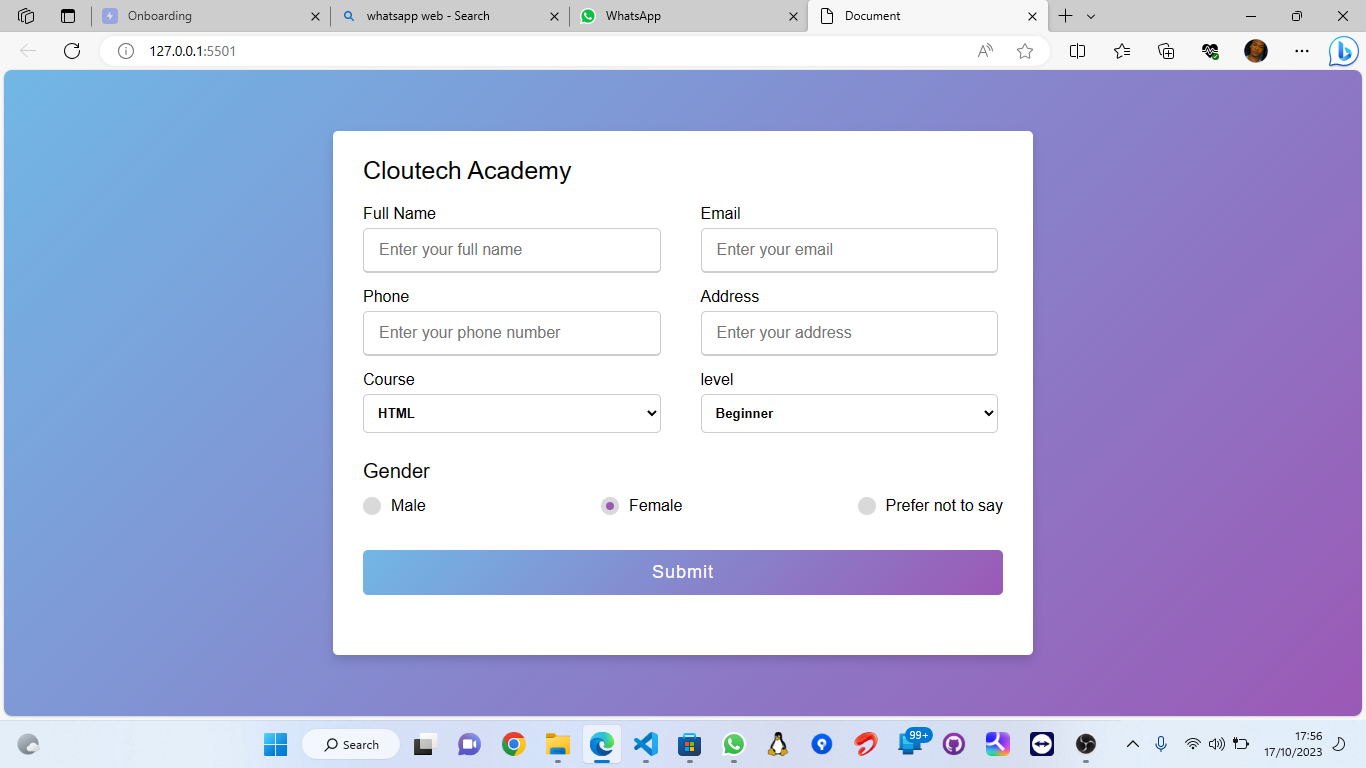 Onboarding
whatsapp web - Search
WhatsApp
Document
127.0.0.1:5501
Cloutech Academy
Full Name Email
Enter your full name Enter your email
Phone Address
Enter your phone number Enter your address
Course level
HTML Beginner
Gender
Male Female Prefer not to say
Submit
Search
99+
17:56
17/10/2023